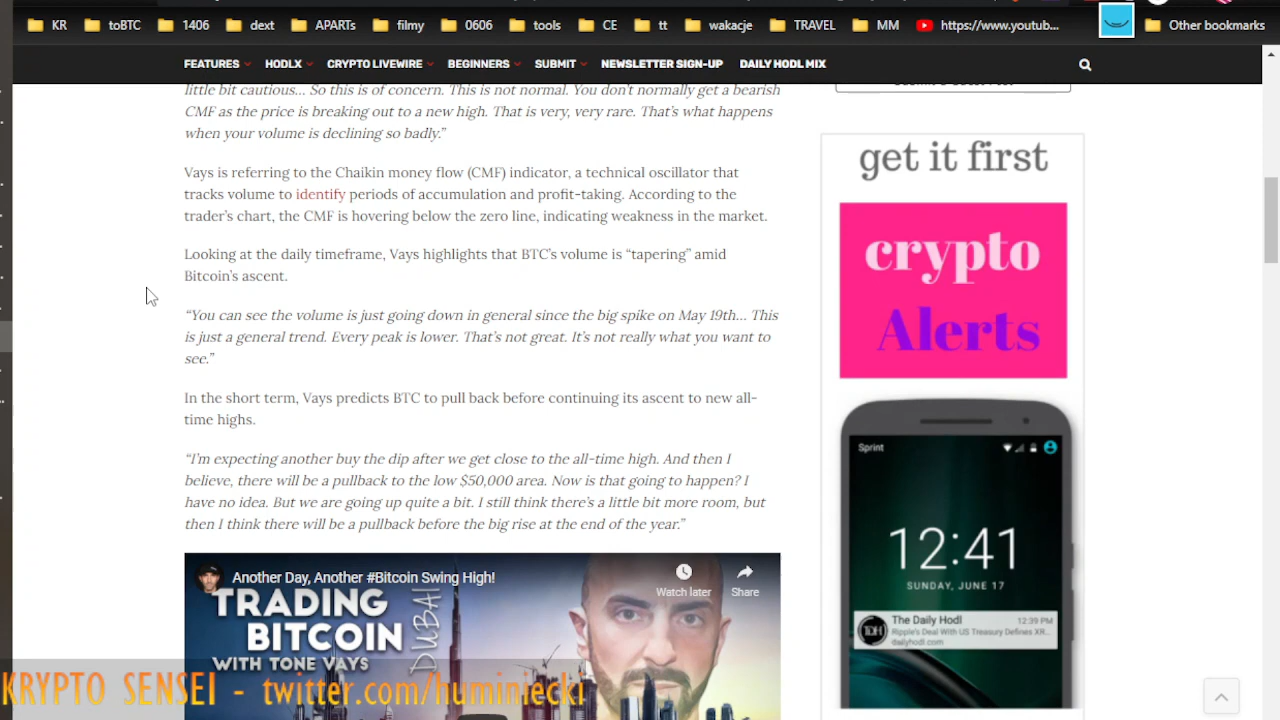 KR toBTC 1406 dext APARTs 0606 tools CE tt wakacje TRAVEL MM https://www.youtub... Other bookmarks
FEATURES HODLX CRYPTO LIVEWIRE BEGINNERS SUBMIT NEWSLETTER SIGN-UP DAILY HODL MIX
little bit cautious… So this is of concern. This is not normal. You don't normally get a bearish
CMF as the price is breaking out to a new high. That is very, very rare. That's what happens
when your volume is declining so badly.”
Vays is referring to the Chaikin money flow (CMF) indicator, a technical oscillator that
tracks volume to identify periods of accumulation and profit-taking. According to the
trader's chart, the CMF is hovering below the zero line, indicating weakness in the market.
Looking at the daily timeframe, Vays highlights that BTC's volume is “tapering” amid
Bitcoin's ascent.
“You can see the volume is just going down in general since the big spike on May 19th… This
is just a general trend. Every peak is lower. That's not great. It's not really what you want to
see.”
In the short term, Vays predicts BTC to pull back before continuing its ascent to new all-
time highs.
“I'm expecting another buy the dip after we get close to the all-time high. And then I
believe, there will be a pullback to the low $50,000 area. Now is that going to happen? I
have no idea. But we are going up quite a bit. I still think there's a little bit more room, but
then I think there will be a pullback before the big rise at the end of the year.”
Another Day, Another #Bitcoin Swing High!
Watch later Share
TRADING
BITCOIN
WITH TONE VAYS
DUBAI
KRYPTO SENSEI - twitter.com/huminiecki
get it first
crypto
Alerts
Sprint
12:41
SUNDAY, JUNE 17
TDH
The Daily Hodl 12:39 PM
Ripple's Deal With US Treasury Defines XR...
dailyhodl.com